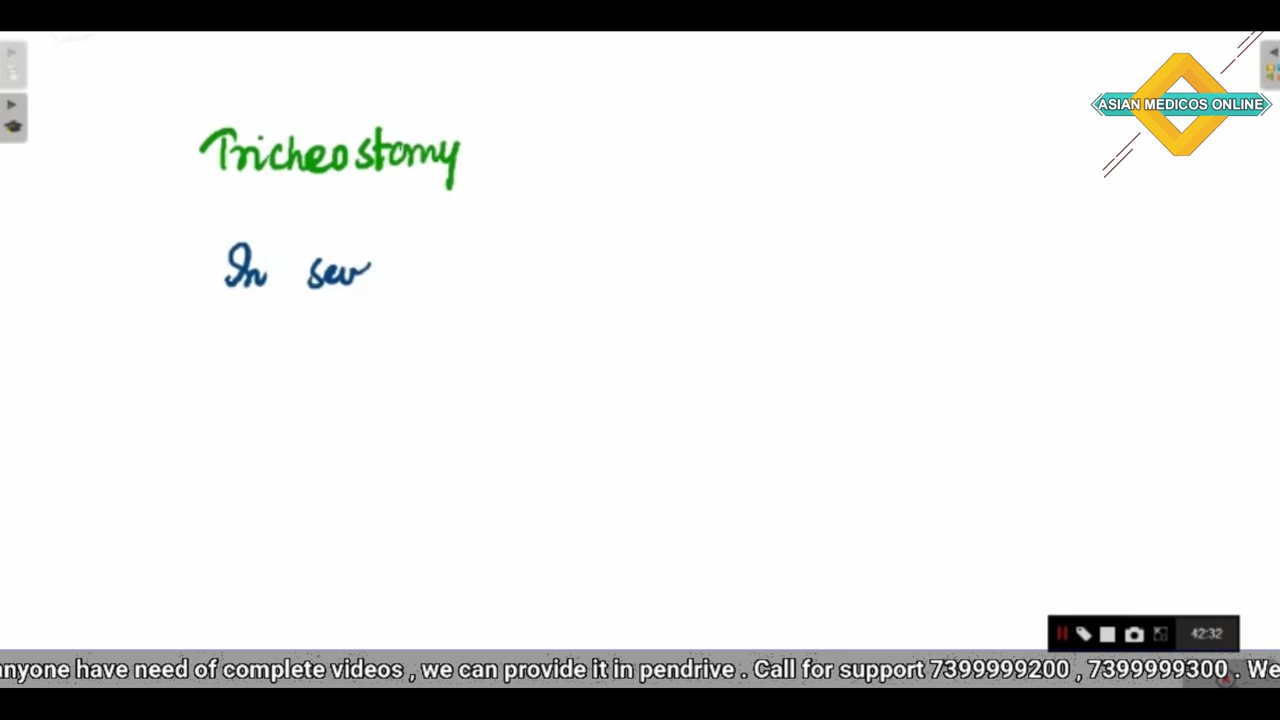 ASIAN MEDICOS ONLINE
Tricheostomy
In sev
42:32
anyone have need of complete videos , we can provide it in pendrive . Call for support 7399999200 , 7399999300 . We